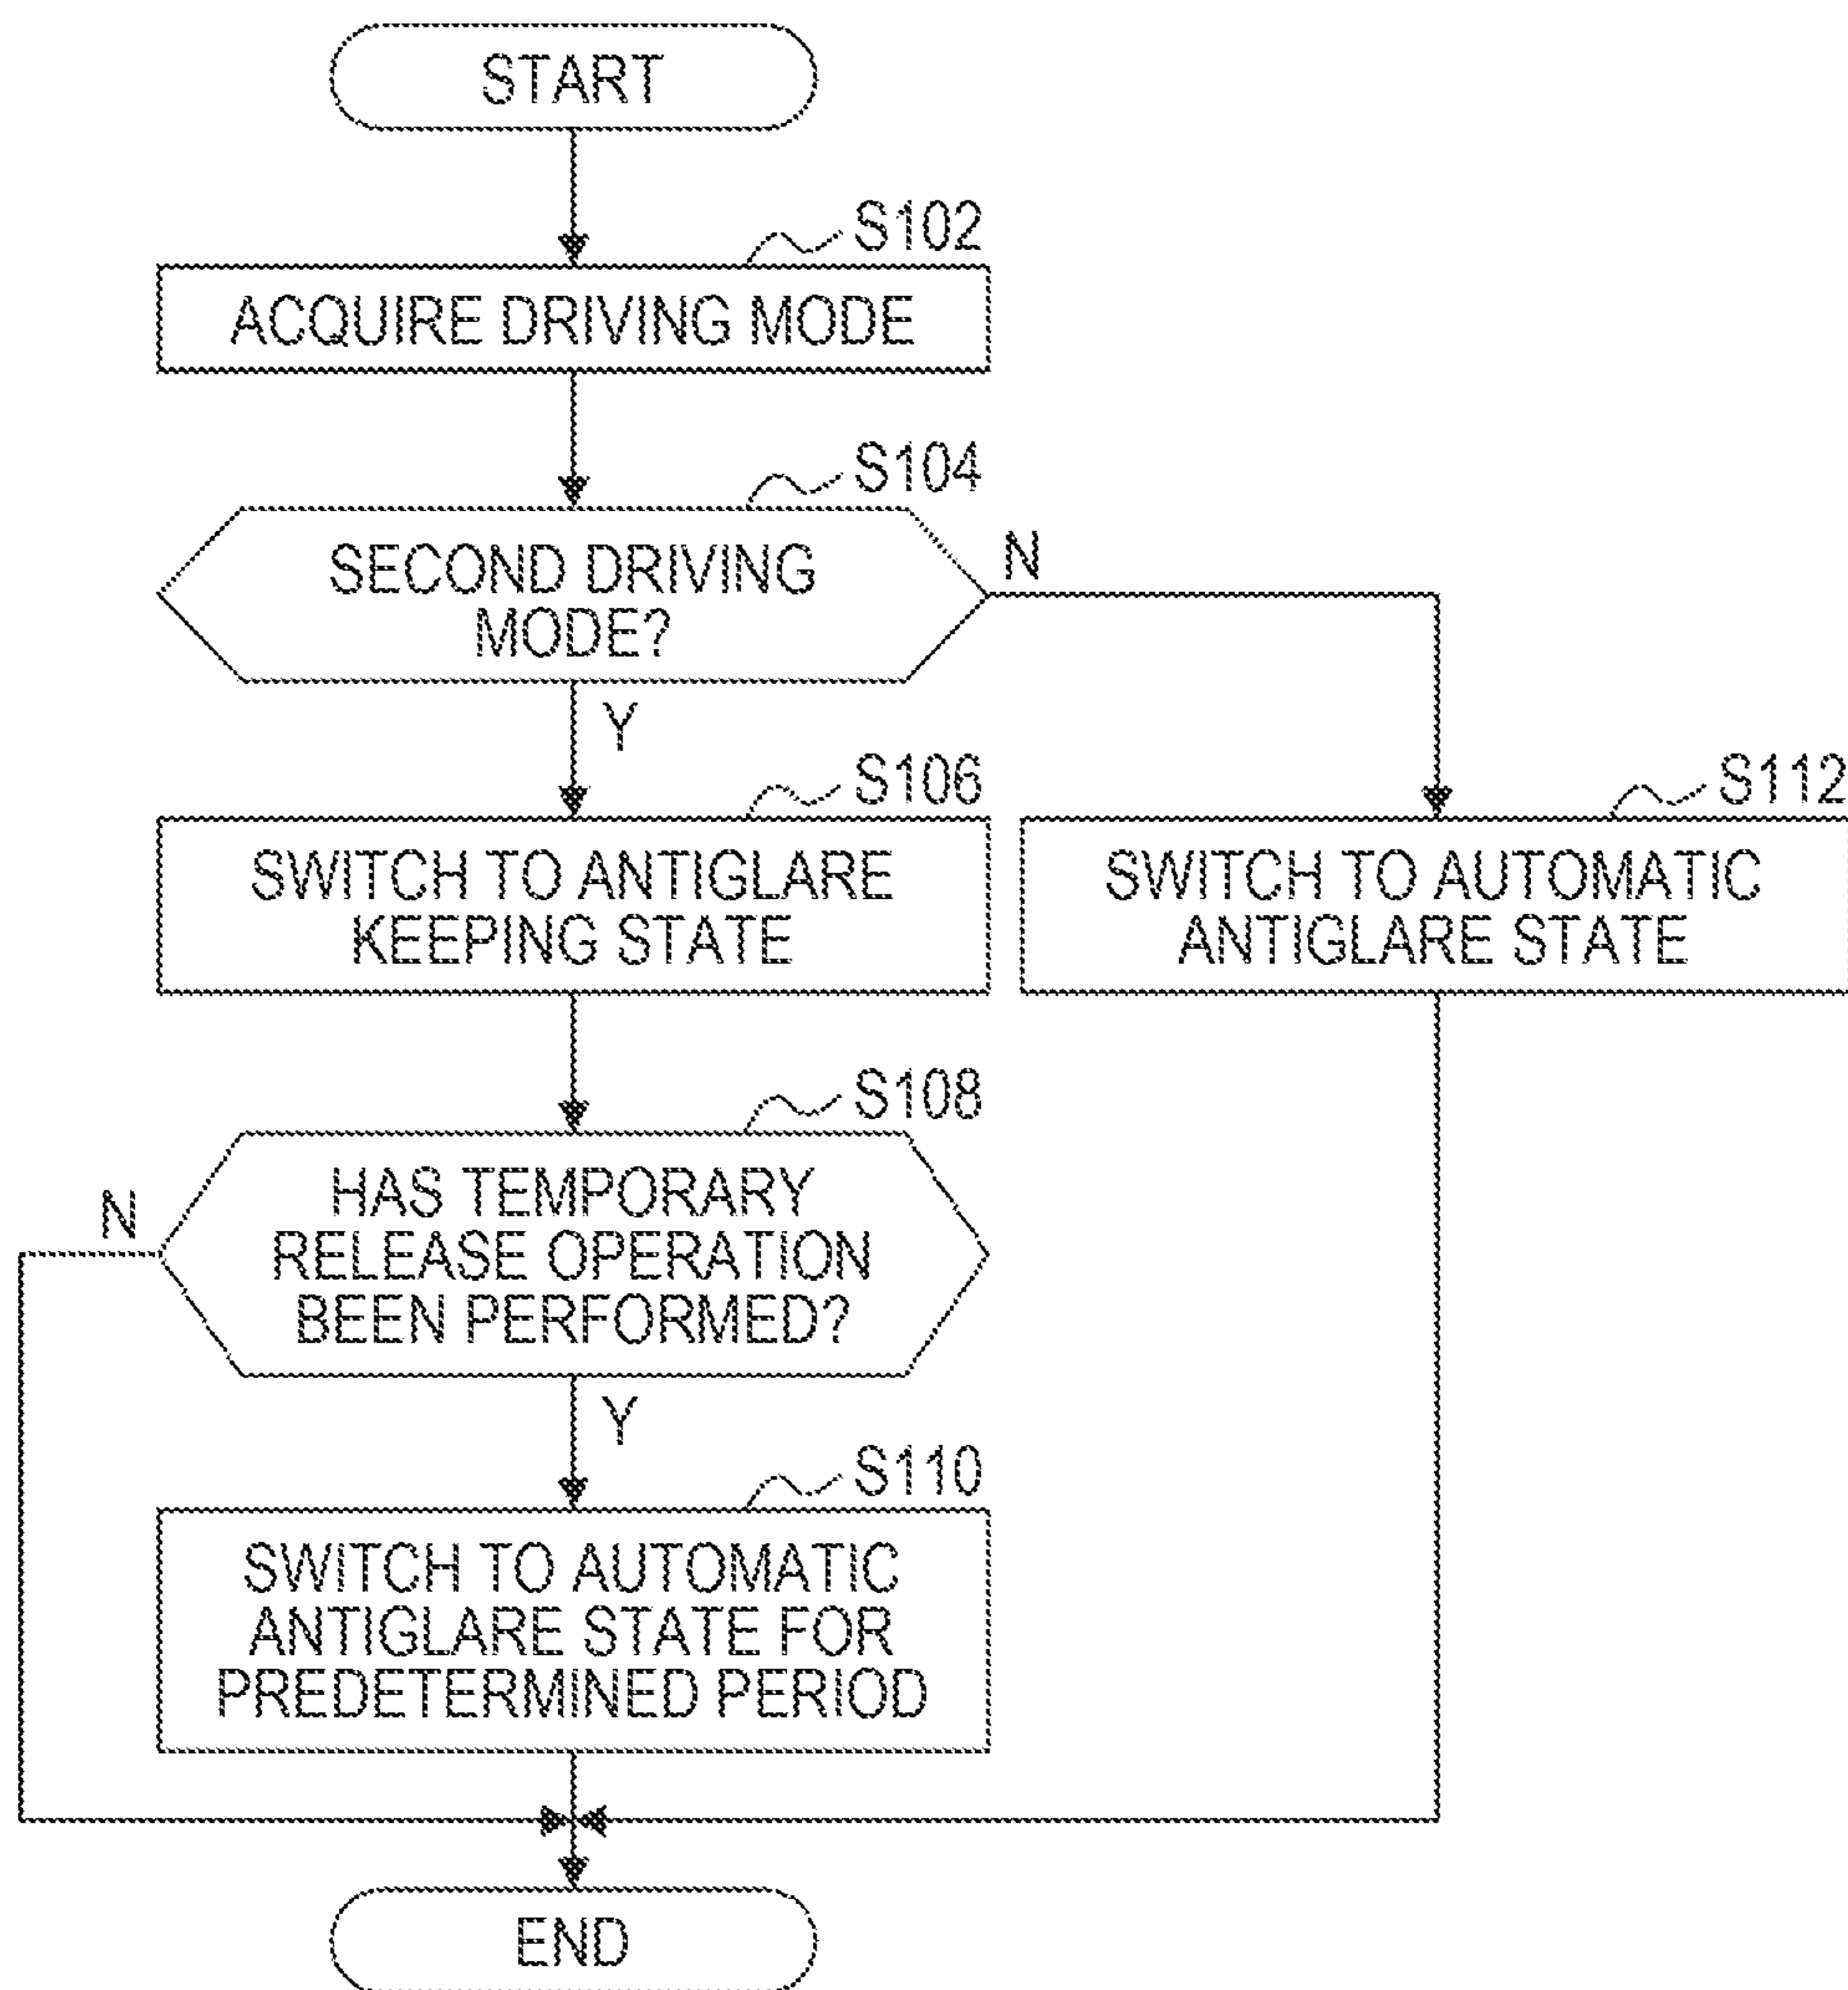 START
S102
ACQUIRE DRIVING MODE
S104
SECOND DRIVING
MODE?
N
Y
S106
SWITCH TO ANTIGLARE
KEEPING STATE
S112
SWITCH TO AUTOMATIC
ANTIGLARE STATE
S108
HAS TEMPORARY
RELEASE OPERATION
BEEN PERFORMED?
N
Y
S110
SWITCH TO AUTOMATIC
ANTIGLARE STATE FOR
PREDETERMINED PERIOD
END